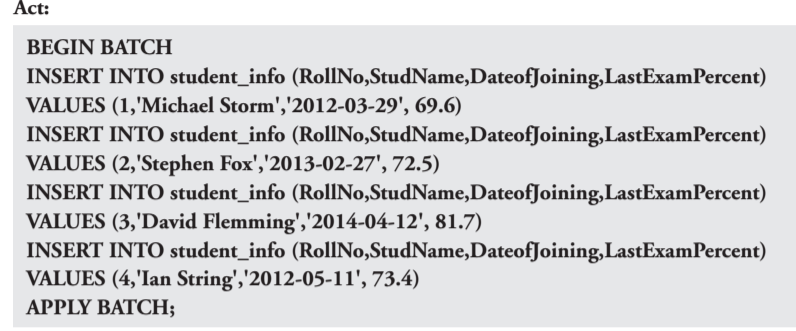 Act:
BEGIN BATCH
INSERT INTO student_info (RollNo,StudName,DateofJoining,LastExamPercent)
VALUES (1,'Michael Storm','2012-03-29', 69.6)
INSERT INTO student_info (RollNo,StudName,DateofJoining,LastExamPercent)
VALUES (2,'Stephen Fox','2013-02-27', 72.5)
INSERT INTO student_info (RollNo,StudName,DateofJoining,LastExamPercent)
VALUES (3,'David Flemming','2014-04-12', 81.7)
INSERT INTO student_info (RollNo,StudName,DateofJoining,LastExamPercent)
VALUES (4,'Ian String','2012-05-11', 73.4)
APPLY BATCH;